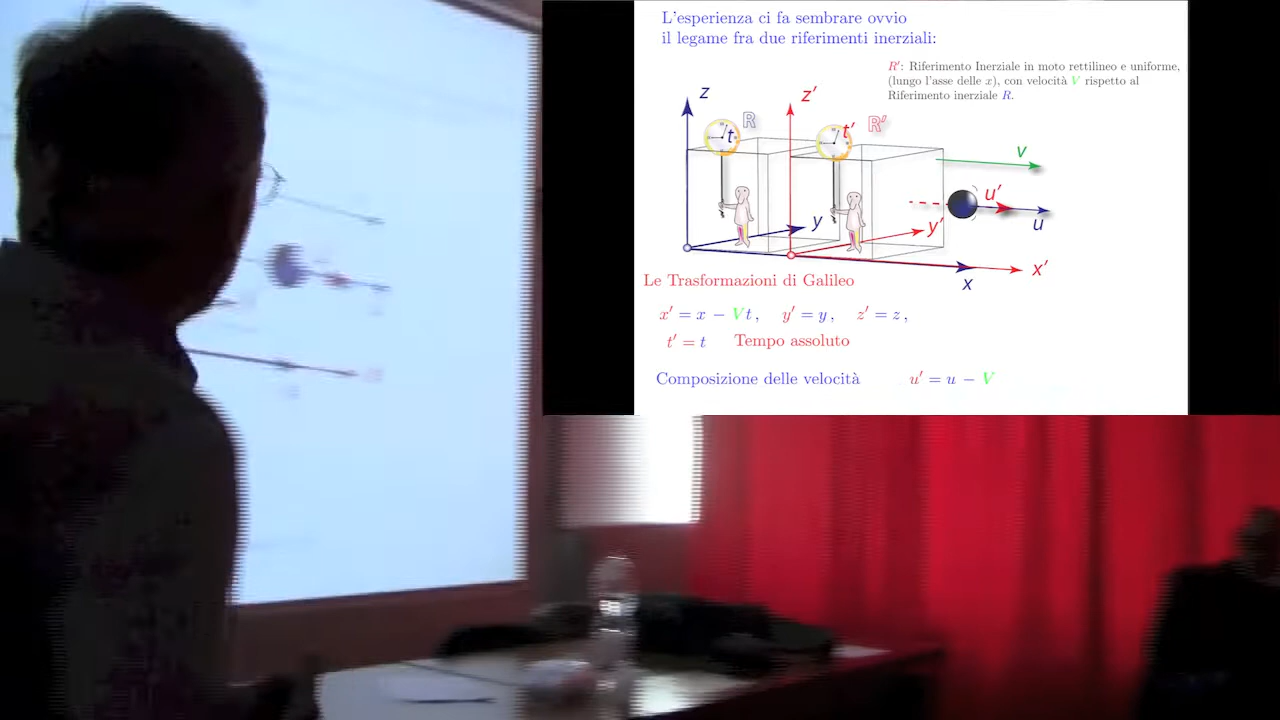 L'esperienza ci fa sembrare ovvio
il legame fra due riferimenti inerziali:
R': Riferimento Inerziale in moto rettilineo e uniforme,
(lungo l'asse delle x), con velocità V rispetto al
Riferimento inerziale R.
z z'
R R'
t t'
v
u'
u
y y'
x'
x
Le Trasformazioni di Galileo
x' = x − Vt, y' = y, z' = z,
t' = t Tempo assoluto
Composizione delle velocità u' = u − V